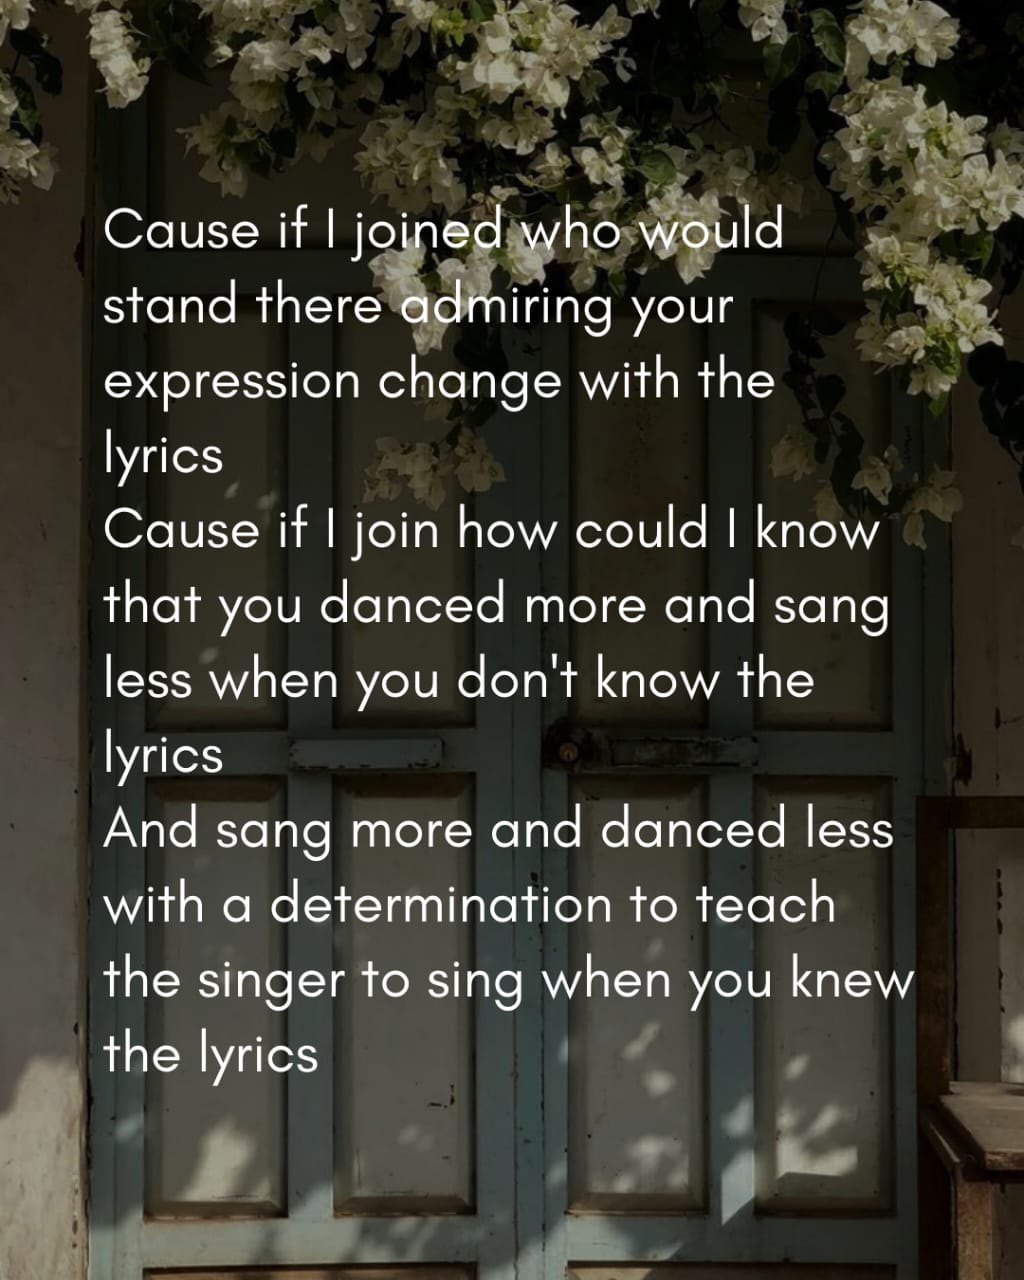 Cause if I joined who would
stand there admiring your
expression change with the
lyrics
Cause if I join how could I know
that you danced more and sang
less when you don't know the
lyrics
And sang more and danced less
with a determination to teach
the singer to sing when you knew
the lyrics